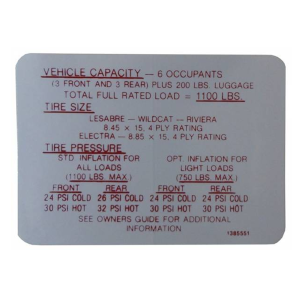 VEHICLE CAPACITY — 6 OCCUPANTS
(3 FRONT AND 3 REAR) PLUS 200 LBS. LUGGAGE
TOTAL FULL RATED LOAD = 1100 LBS.
TIRE SIZE
LESABRE — WILDCAT — RIVIERA
8:45 × 15, 4 PLY RATING
ELECTRA — 8:85 × 15, 4 PLY RATING
TIRE PRESSURE
STD. INFLATION FOR OPT. INFLATION FOR
ALL LOADS LIGHT LOADS
(1100 LBS. MAX.) (750 LBS. MAX.)
FRONT REAR FRONT REAR
24 PSI COLD 26 PSI COLD 24 PSI COLD 24 PSI COLD
30 PSI HOT 32 PSI HOT 30 PSI HOT 30 PSI HOT
SEE OWNERS GUIDE FOR ADDITIONAL
INFORMATION